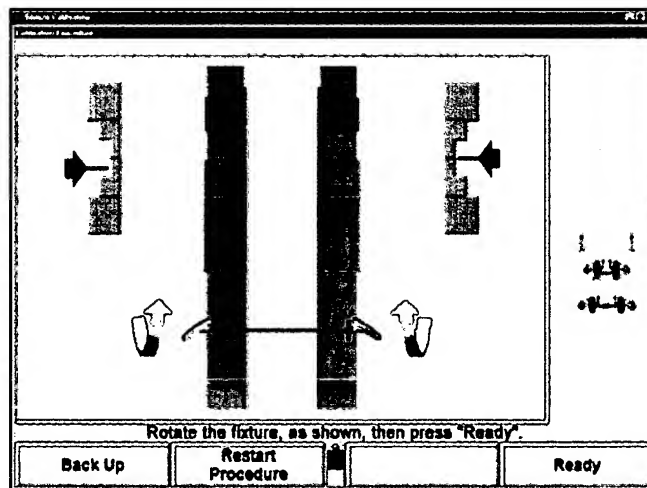 Rotate the fixture, as shown, then press "Ready".
Back Up
Restart
Procedure
Ready